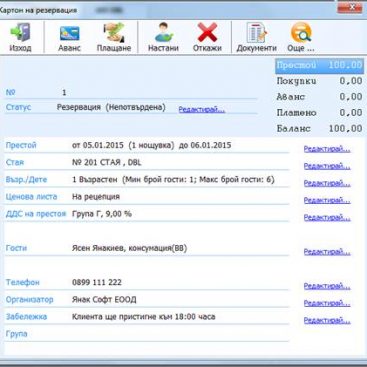 Картон на резервация
Изход Аванс Плащане Настани Откажи Документи Още ...
Престой 100,00
Покупки 0,00
Аванс 0,00
Платено 0,00
Баланс 100,00
№ 1
Статус Резервация (Непотвърдена) Редактирай...
Престой от 05.01.2015 (1 нощувка) до 06.01.2015 Редактирай...
Стая № 201 СТАЯ , DBL Редактирай...
Възр./Дете 1 Възрастен (Мин брой гости: 1; Макс брой гости: 6) Редактирай...
Ценова листа На рецепция Редактирай...
ДДС на престоя Група Г, 9,00 % Редактирай...
Гости Ясен Янакиев, консумация(BB) Редактирай...
Телефон 0899 111 222 Редактирай...
Организатор Янак Софт ЕООД Редактирай...
Забележка Клиента ще пристигне към 18:00 часа Редактирай...
Група